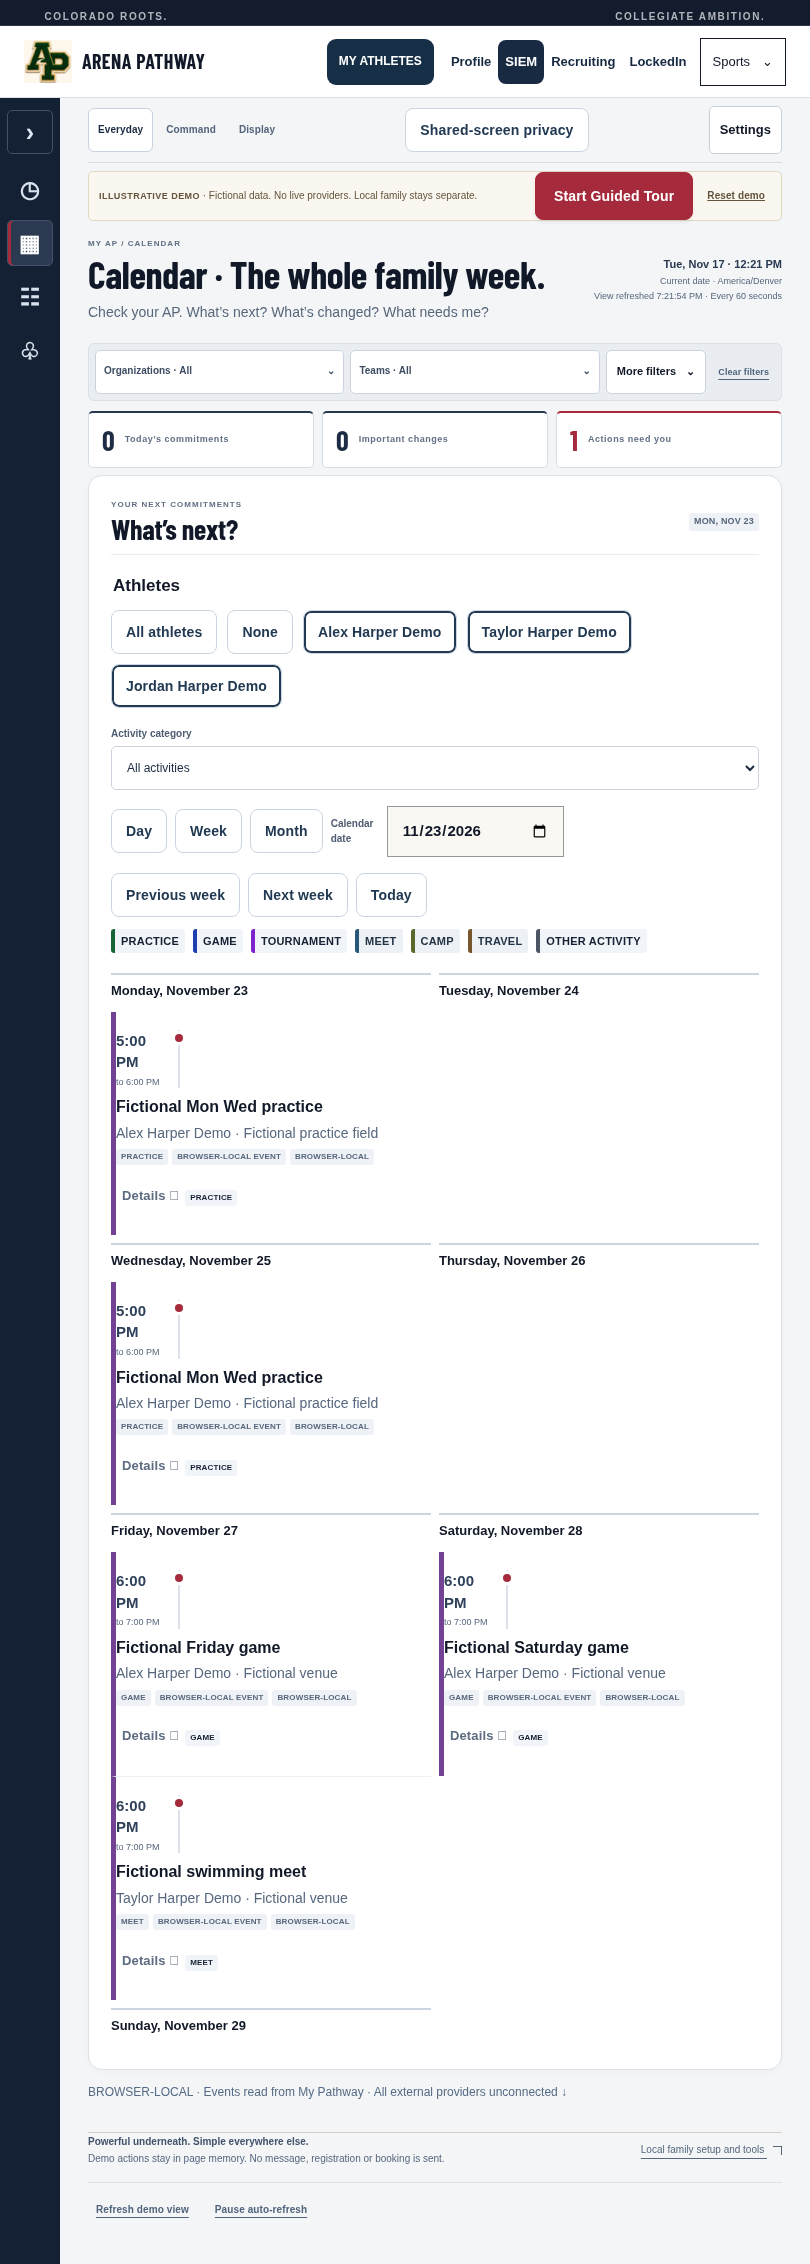 COLORADO ROOTS. COLLEGIATE AMBITION.
AP ARENA PATHWAY MY ATHLETES Profile SIEM Recruiting LockedIn Sports
Everyday Command Display Shared-screen privacy Settings
ILLUSTRATIVE DEMO · Fictional data. No live providers. Local family stays separate. Start Guided Tour Reset demo
MY AP / CALENDAR
Calendar · The whole family week.
Tue, Nov 17 · 12:21 PM
Current date · America/Denver
View refreshed 7:21:54 PM · Every 60 seconds
Check your AP. What's next? What's changed? What needs me?
Organizations · All Teams · All More filters Clear filters
0 Today's commitments 0 Important changes 1 Actions need you
YOUR NEXT COMMITMENTS
What's next? MON, NOV 23
Athletes
All athletes None Alex Harper Demo Taylor Harper Demo
Jordan Harper Demo
Activity category
All activities
Day Week Month Calendar date 11/23/2026
Previous week Next week Today
PRACTICE GAME TOURNAMENT MEET CAMP TRAVEL OTHER ACTIVITY
Monday, November 23 Tuesday, November 24
5:00
PM
to 6:00 PM
Fictional Mon Wed practice
Alex Harper Demo · Fictional practice field
PRACTICE BROWSER-LOCAL EVENT BROWSER-LOCAL
Details PRACTICE
Wednesday, November 25 Thursday, November 26
5:00
PM
to 6:00 PM
Fictional Mon Wed practice
Alex Harper Demo · Fictional practice field
PRACTICE BROWSER-LOCAL EVENT BROWSER-LOCAL
Details PRACTICE
Friday, November 27 Saturday, November 28
6:00
PM
to 7:00 PM
Fictional Friday game
Alex Harper Demo · Fictional venue
GAME BROWSER-LOCAL EVENT BROWSER-LOCAL
Details GAME
6:00
PM
to 7:00 PM
Fictional Saturday game
Alex Harper Demo · Fictional venue
GAME BROWSER-LOCAL EVENT BROWSER-LOCAL
Details GAME
6:00
PM
to 7:00 PM
Fictional swimming meet
Taylor Harper Demo · Fictional venue
MEET BROWSER-LOCAL EVENT BROWSER-LOCAL
Details MEET
Sunday, November 29
BROWSER-LOCAL · Events read from My Pathway · All external providers unconnected ↓
Powerful underneath. Simple everywhere else.
Demo actions stay in page memory. No message, registration or booking is sent.
Local family setup and tools
Refresh demo view Pause auto-refresh